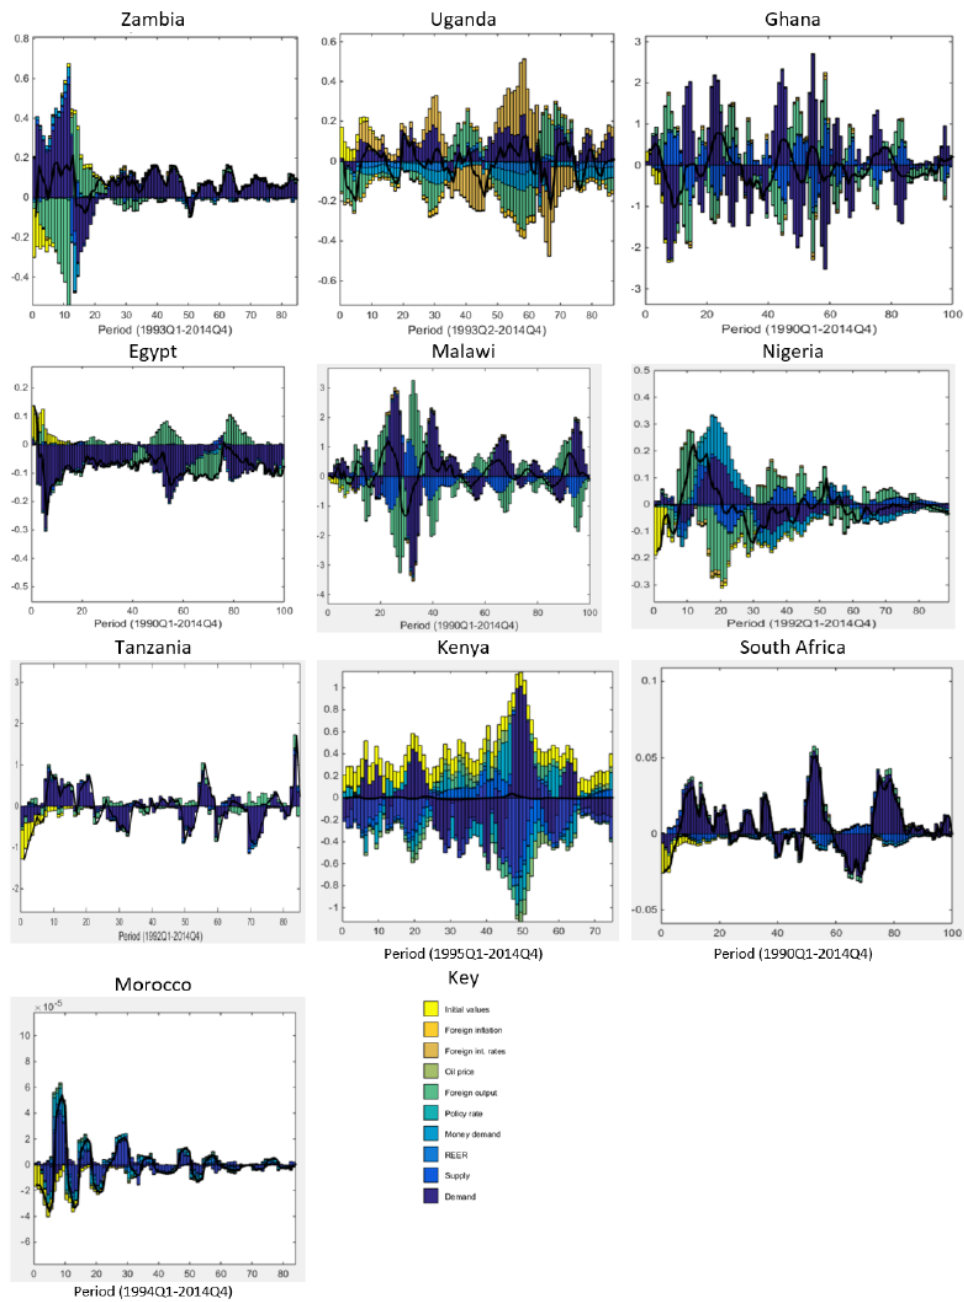 Zambia
Uganda
Ghana
0.8
0.6
0.4
0.2
0
-0.2
-0.4
0 10 20 30 40 50 60 70 80
Period (1993Q1-2014Q4)
0.6
0.4
0.2
0
-0.2
-0.4
-0.6
0 10 20 30 40 50 60 70 80
Period (1993Q2-2014Q4)
3
2
1
0
-1
-2
-3
0 20 40 60 80 100
Period (1990Q1-2014Q4)
Egypt
Malawi
Nigeria
0.2
0.1
0
-0.1
-0.2
-0.3
-0.4
-0.5
0 20 40 60 80 100
Period (1990Q1-2014Q4)
3
2
1
0
-1
-2
-3
-4
0 20 40 60 80 100
Period (1990Q1-2014Q4)
0.5
0.4
0.3
0.2
0.1
0
-0.1
-0.2
-0.3
0 10 20 30 40 50 60 70 80
Period (1992Q1-2014Q4)
Tanzania
Kenya
South Africa
3
2
1
0
-1
-2
0 10 20 30 40 50 60 70 80
Period (1992Q1-2014Q4)
1
0.8
0.6
0.4
0.2
0
-0.2
-0.4
-0.6
-0.8
-1
0 10 20 30 40 50 60 70
Period (1995Q1-2014Q4)
0.1
0.05
0
-0.05
0 20 40 60 80 100
Period (1990Q1-2014Q4)
Morocco
×10-5
10
8
6
4
2
0
-2
-4
-6
0 10 20 30 40 50 60 70 80
Period (1994Q1-2014Q4)
Key
Initial values
Foreign inflation
Foreign int. rates
Oil price
Foreign output
Policy rate
Money demand
REER
Supply
Demand